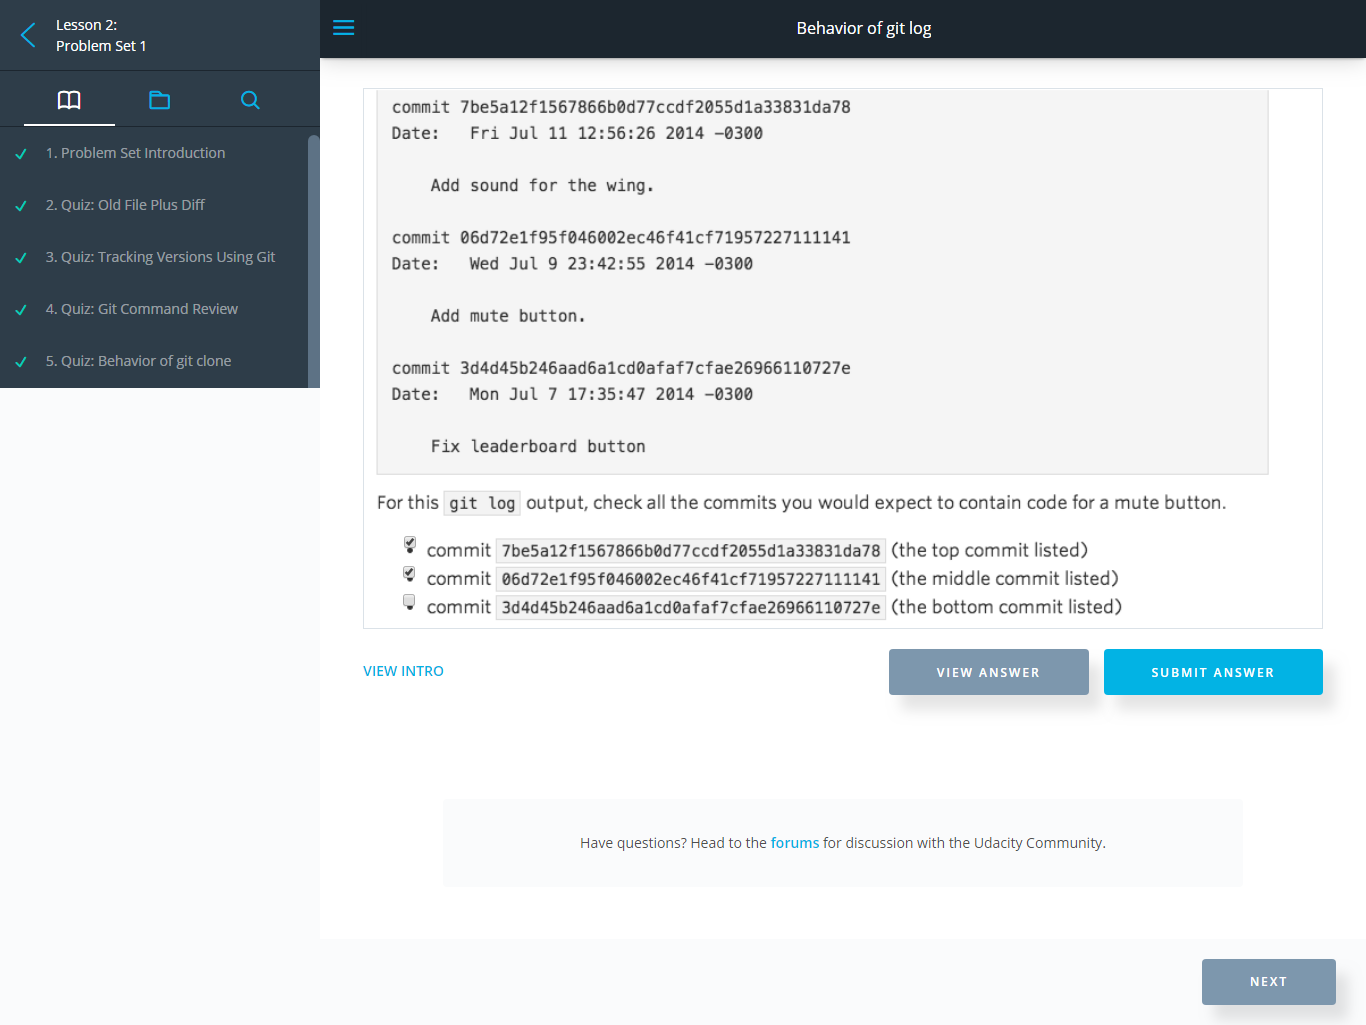 Lesson 2:
Problem Set 1
Behavior of git log
1. Problem Set Introduction
2. Quiz: Old File Plus Diff
3. Quiz: Tracking Versions Using Git
4. Quiz: Git Command Review
5. Quiz: Behavior of git clone
commit 7be5a12f1567866b0d77ccdf2055d1a33831da78
Date:   Fri Jul 11 12:56:26 2014 -0300
Add sound for the wing.
commit 06d72e1f95f046002ec46f41cf71957227111141
Date:   Wed Jul 9 23:42:55 2014 -0300
Add mute button.
commit 3d4d45b246aad6a1cd0afaf7cfae26966110727e
Date:   Mon Jul 7 17:35:47 2014 -0300
Fix leaderboard button
For this git log output, check all the commits you would expect to contain code for a mute button.
commit 7be5a12f1567866b0d77ccdf2055d1a33831da78 (the top commit listed)
commit 06d72e1f95f046002ec46f41cf71957227111141 (the middle commit listed)
commit 3d4d45b246aad6a1cd0afaf7cfae26966110727e (the bottom commit listed)
VIEW INTRO
VIEW ANSWER
SUBMIT ANSWER
Have questions? Head to the forums for discussion with the Udacity Community.
NEXT